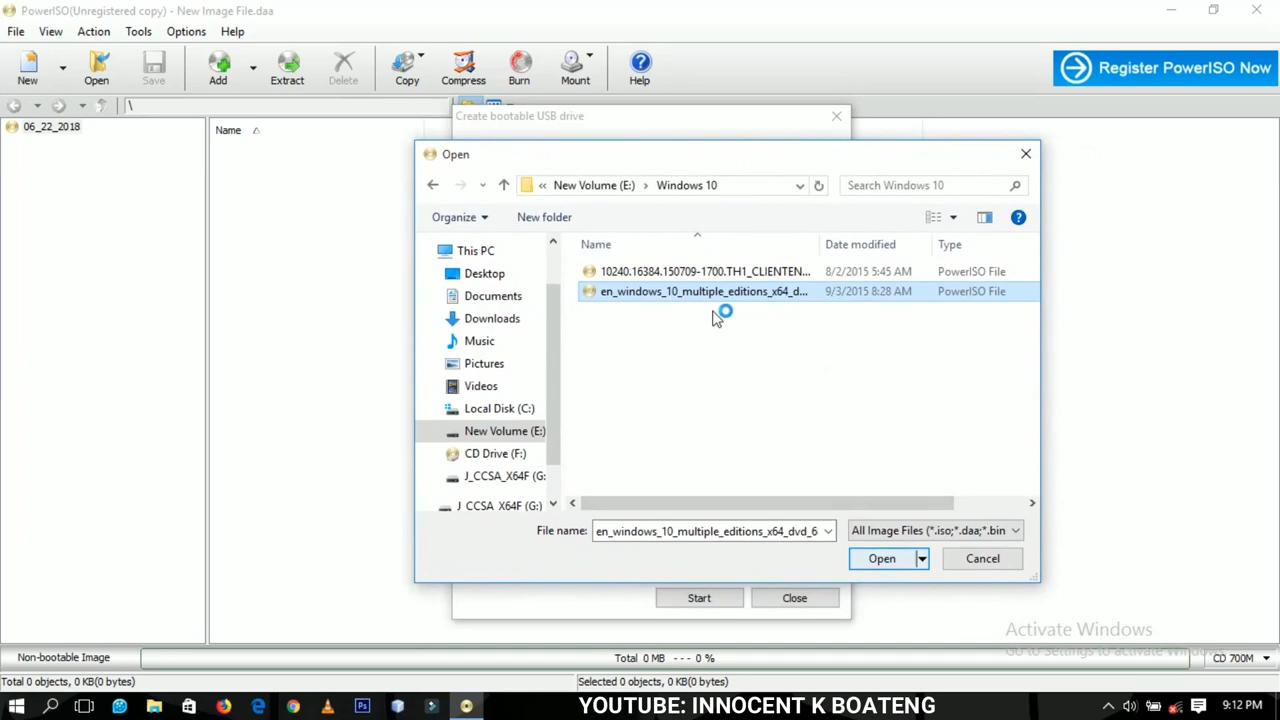 PowerISO(Unregistered copy) - New Image File.daa
File View Action Tools Options Help
New Open Save Add Extract Delete Copy Compress Burn Mount Help
Register PowerISO Now
\
06_22_2018
Name
Create bootable USB drive
Open
« New Volume (E:) › Windows 10
Search Windows 10
Organize
New folder
This PC
Desktop
Documents
Downloads
Music
Pictures
Videos
Local Disk (C:)
New Volume (E:)
CD Drive (F:)
J_CCSA_X64F (G:
J_CCSA_X64F (G:)
Name Date modified Type
10240.16384.150709-1700.TH1_CLIENTEN... 8/2/2015 5:45 AM PowerISO File
en_windows_10_multiple_editions_x64_d... 9/3/2015 8:28 AM PowerISO File
File name: en_windows_10_multiple_editions_x64_dvd_6
All Image Files (*.iso;*.daa;*.bin
Open Cancel
Start Close
Activate Windows
Go to Settings to activate Windows.
Non-bootable Image
Total 0 MB --- 0 %
CD 700M
Total 0 objects, 0 KB(0 bytes)
Selected 0 objects, 0 KB(0 bytes)
YOUTUBE: INNOCENT K BOATENG
9:12 PM